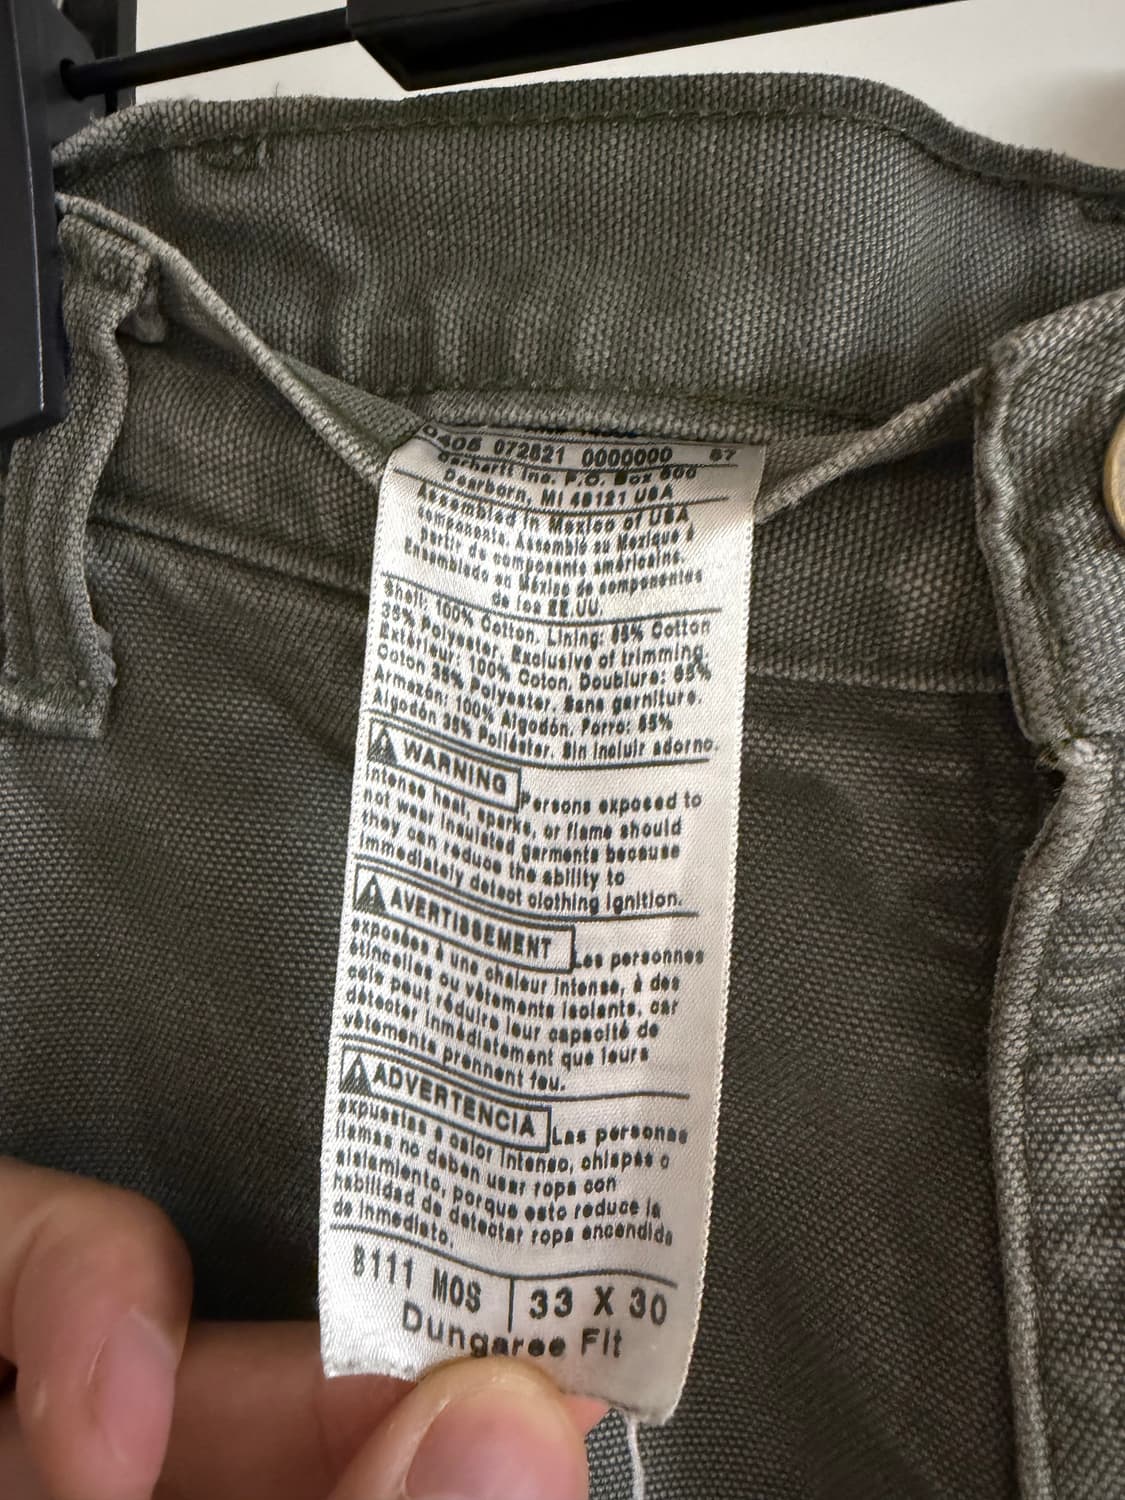 0405 072821 0000000 67
Carhartt Inc. P.O. Box 600
Dearborn, MI 48121 USA
Assembled in Mexico of USA
components. Assemblé au Mexique à
partir de composants américains.
Ensamblado en México de componentes
de los EE.UU.
Shell: 100% Cotton. Lining: 65% Cotton
35% Polyester. Exclusive of trimming
Extérieur: 100% Coton. Doublure: 65%
Coton 35% Polyester. Sans garniture.
Armazón: 100% Algodón. Forro: 65%
Algodón 35% Poliéster. Sin incluir adorno.
WARNING Persons exposed to
intense heat, sparks, or flame should
not wear insulated garments because
they can reduce the ability to
immediately detect clothing ignition.
AVERTISSEMENT Les personnes
exposées à une chaleur intense, à des
étincelles ou vêtements isolants, car
cela peut réduire leur capacité de
détecter inmédiatement que leurs
vêtements prennent feu.
ADVERTENCIA Las personas
expuestas a calor intenso, chispas o
llamas no deben usar ropa con
aislamiento, porque esto reduce la
habilidad de detectar ropa encendida
de inmediato.
B111 MOS 33 X 30
Dungaree Fit